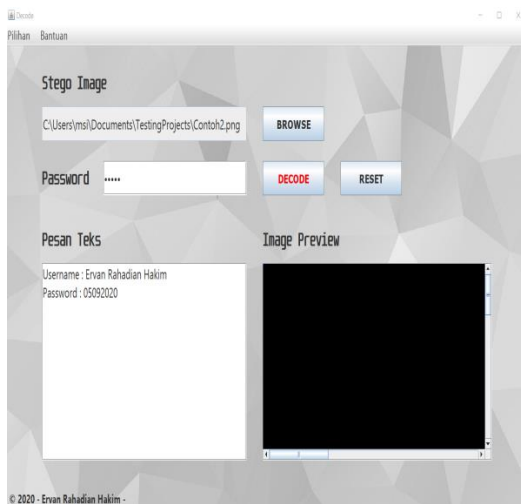 Decode
Pilihan Bantuan
Stego Image
C:\Users\msi\Documents\TestingProjects\Contoh2.png BROWSE
Password ••••• DECODE RESET
Pesan Teks Image Preview
Username : Ervan Rahadian Hakim
Password : 05092020
© 2020 - Ervan Rahadian Hakim -